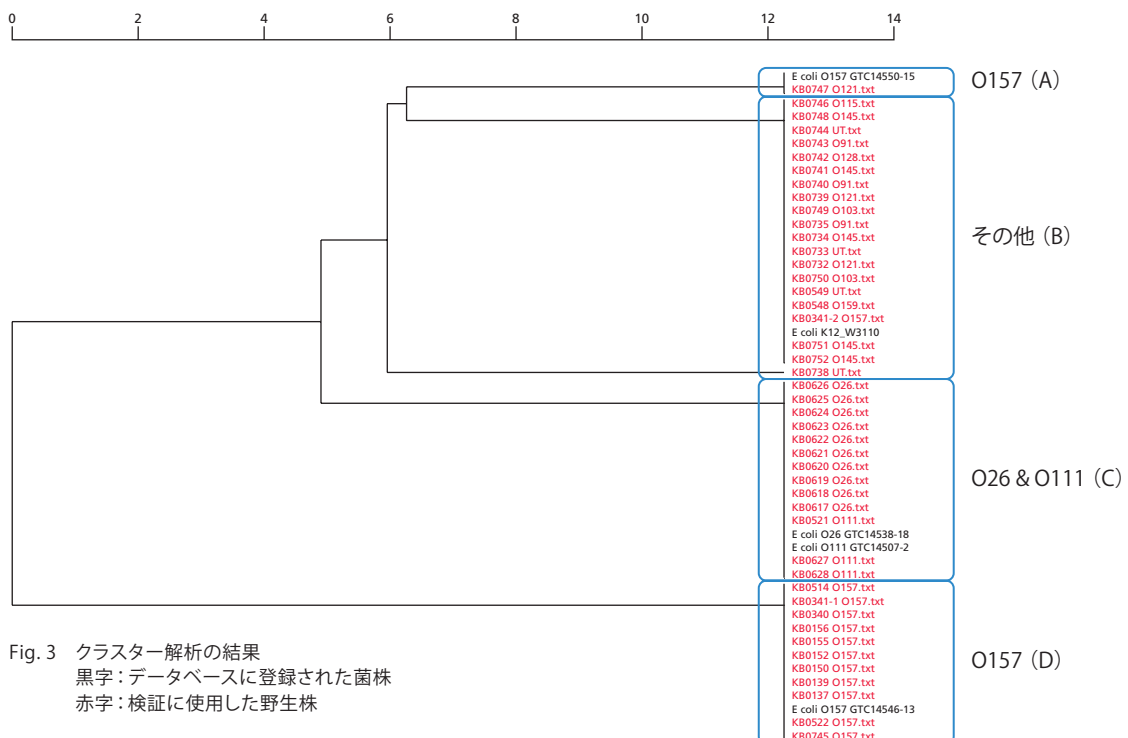 0 2 4 6 8 10 12 14
E coli O157 GTC14550-15
KB0747 O121.txt
O157 (A)
KB0746 O115.txt
KB0748 O145.txt
KB0744 UT.txt
KB0743 O91.txt
KB0742 O128.txt
KB0741 O145.txt
KB0740 O91.txt
KB0739 O121.txt
KB0749 O103.txt
KB0735 O91.txt
KB0734 O145.txt
KB0733 UT.txt
KB0732 O121.txt
KB0750 O103.txt
KB0549 UT.txt
KB0548 O159.txt
KB0341-2 O157.txt
E coli K12_W3110
KB0751 O145.txt
KB0752 O145.txt
KB0738 UT.txt
その他 (B)
KB0626 O26.txt
KB0625 O26.txt
KB0624 O26.txt
KB0623 O26.txt
KB0622 O26.txt
KB0621 O26.txt
KB0620 O26.txt
KB0619 O26.txt
KB0618 O26.txt
KB0617 O26.txt
KB0521 O111.txt
E coli O26 GTC14538-18
E coli O111 GTC14507-2
KB0627 O111.txt
KB0628 O111.txt
O26 & O111 (C)
KB0514 O157.txt
KB0341-1 O157.txt
KB0340 O157.txt
KB0156 O157.txt
KB0155 O157.txt
KB0152 O157.txt
KB0150 O157.txt
KB0139 O157.txt
KB0137 O157.txt
E coli O157 GTC14546-13
KB0522 O157.txt
KB0745 O157.txt
O157 (D)
Fig. 3 クラスター解析の結果
黒字：データベースに登録された菌株
赤字：検証に使用した野生株